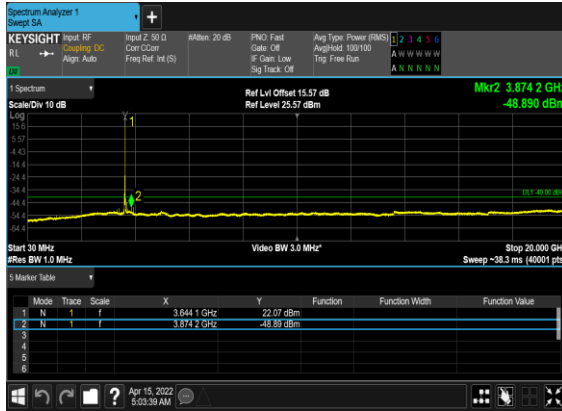 Spectrum Analyzer 1
Swept SA
+
KEYSIGHT Input: RF Input Z: 50 Ω #Atten: 20 dB PNO: Fast Avg Type: Power (RMS) 1 2 3 4 5 6
RL Coupling: DC Corr CCorr Gate: Off Avg|Hold: 100/100 A W W W W W
Align: Auto Freq Ref: Int (S) IF Gain: Low Trig: Free Run
LU Sig Track: Off A N N N N N
1 Spectrum Ref Lvl Offset 15.57 dB Mkr2 3.874 2 GHz
Scale/Div 10 dB Ref Level 25.57 dBm -48.890 dBm
Log
15.6
5.57
-4.43
-14.4
-24.4
-34.4
-44.4
-54.4
-64.4
1
2
DL1 -40.00 dBm
Start 30 MHz Video BW 3.0 MHz* Stop 20.000 GHz
#Res BW 1.0 MHz Sweep ~38.3 ms (40001 pts)
5 Marker Table
Mode Trace Scale X Y Function Function Width Function Value
1 N 1 f 3.644 1 GHz 22.07 dBm
2 N 1 f 3.874 2 GHz -48.89 dBm
3
4
5
6
?
Apr 15, 2022
5:03:39 AM